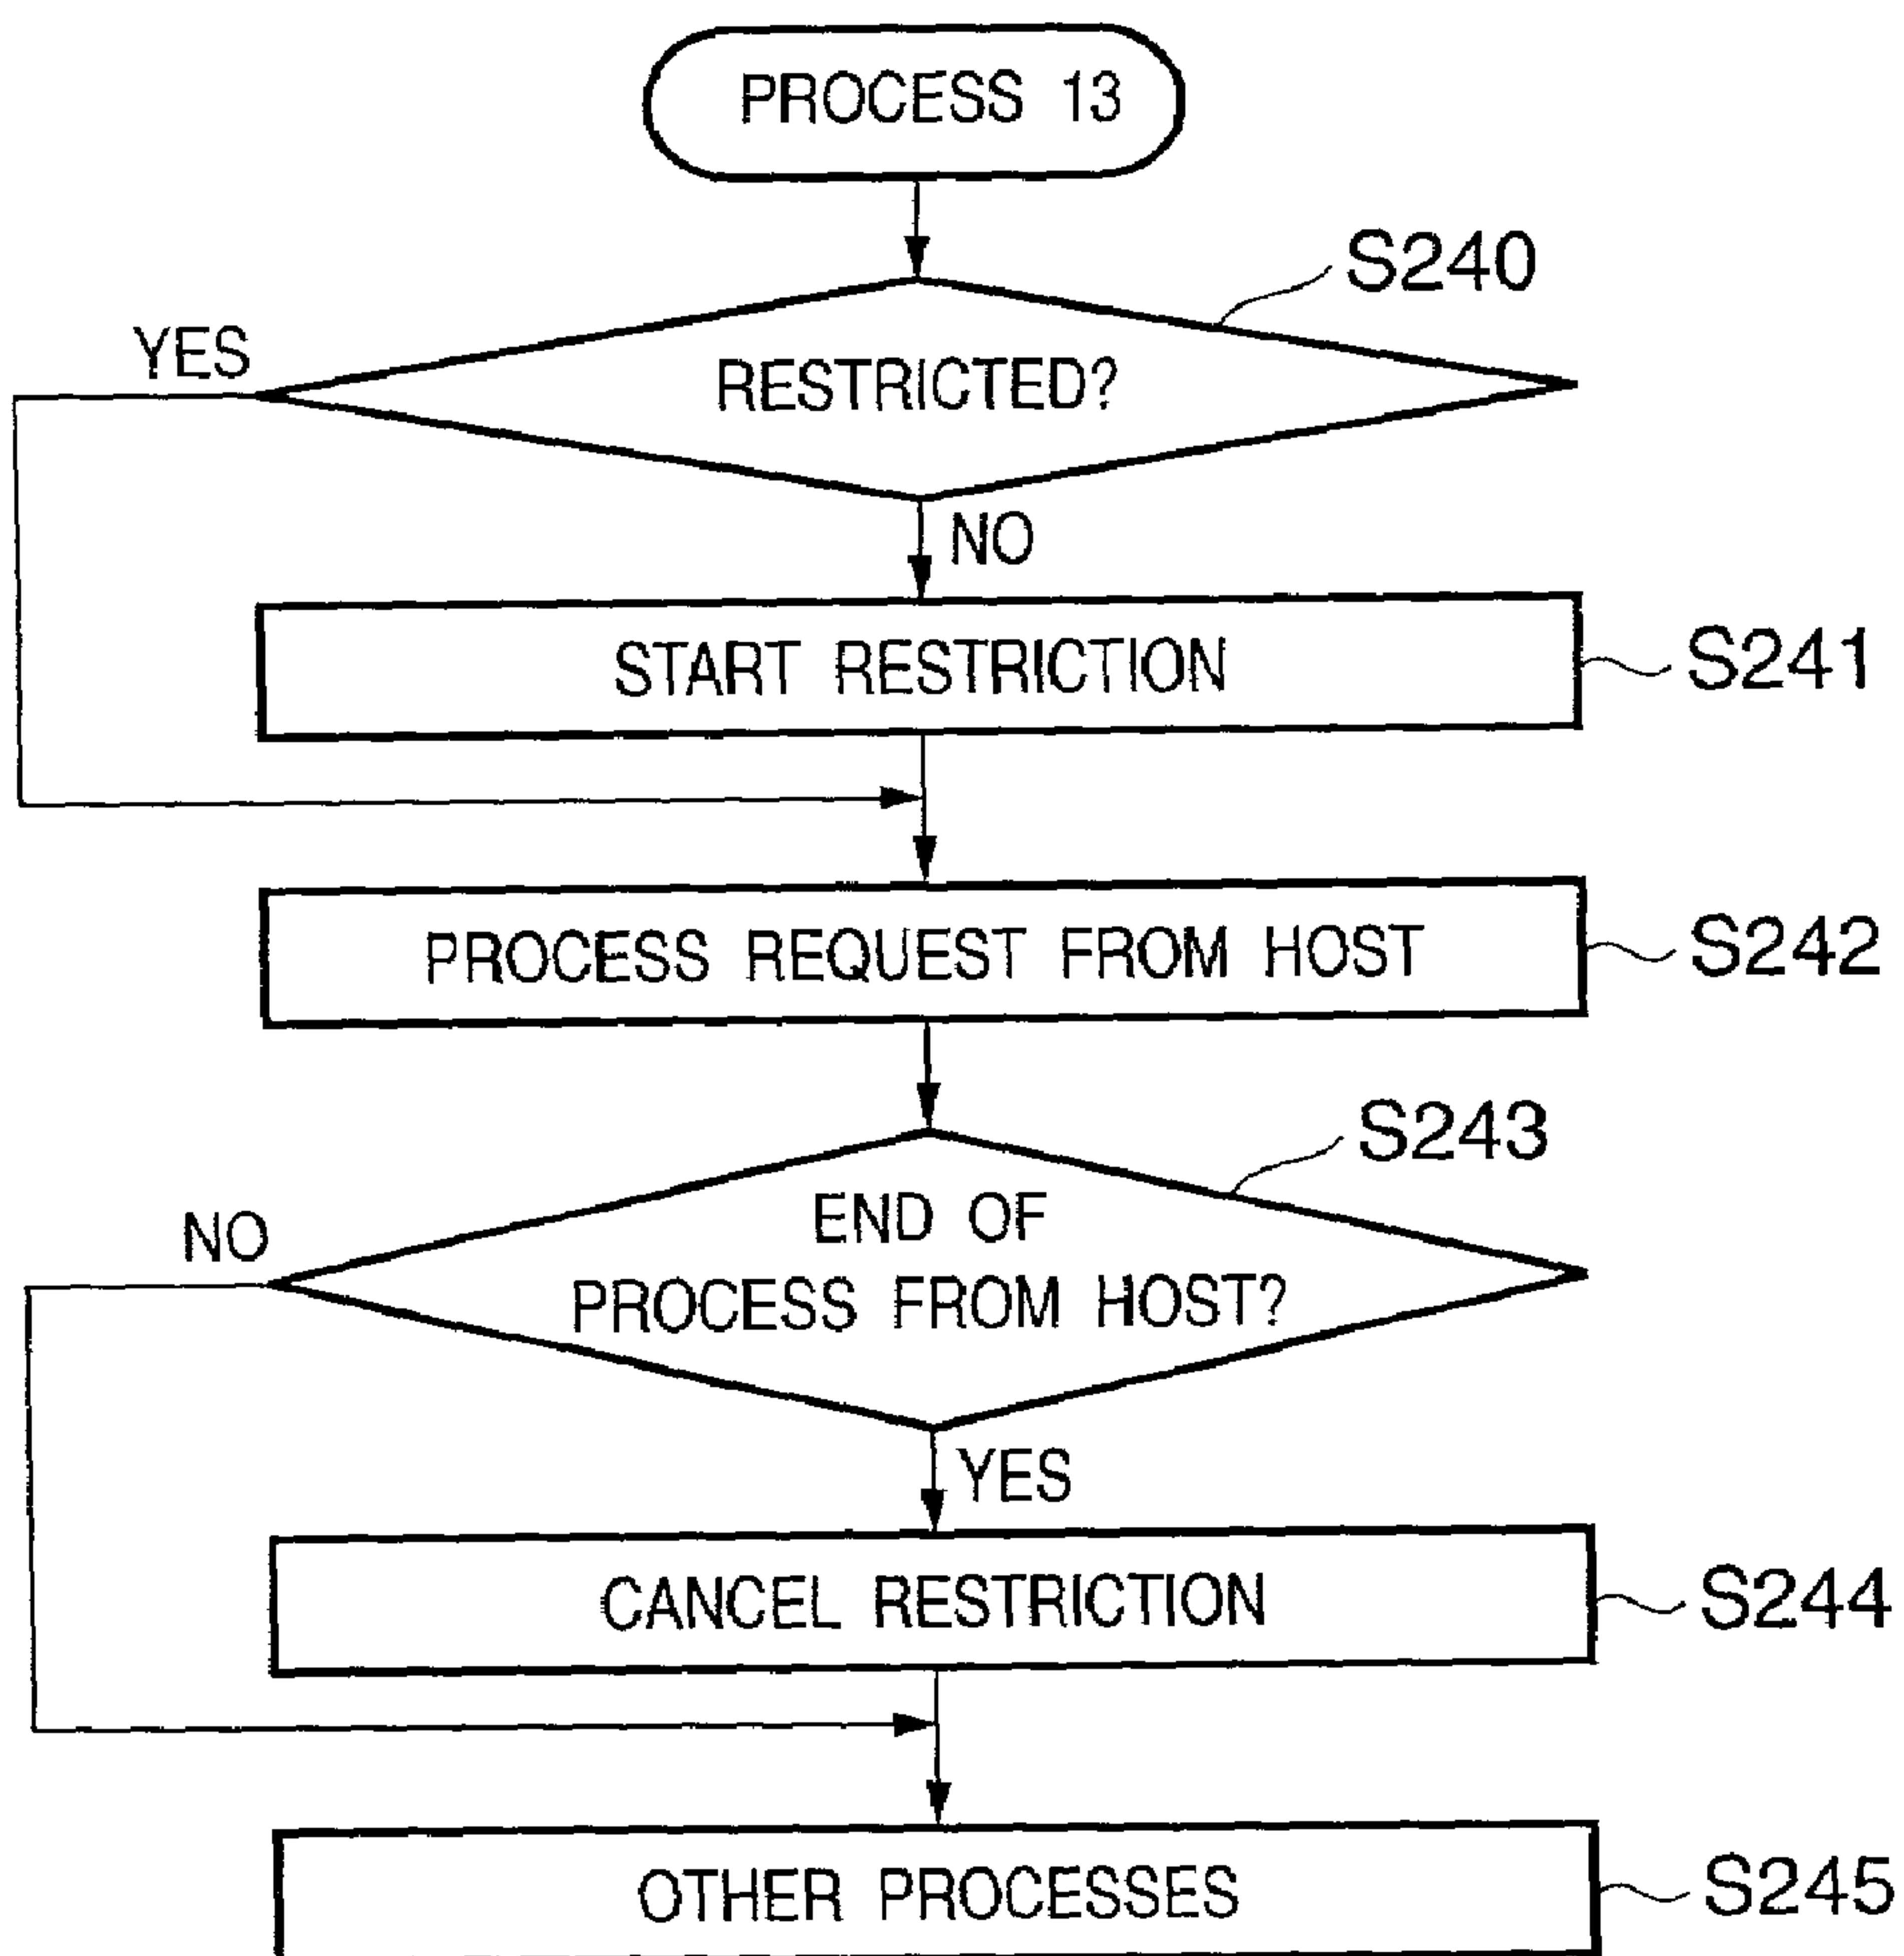 PROCESS 13
S240
YES
RESTRICTED?
NO
START RESTRICTION
S241
PROCESS REQUEST FROM HOST
S242
S243
NO
END OF
PROCESS FROM HOST?
YES
CANCEL RESTRICTION
S244
OTHER PROCESSES
S245